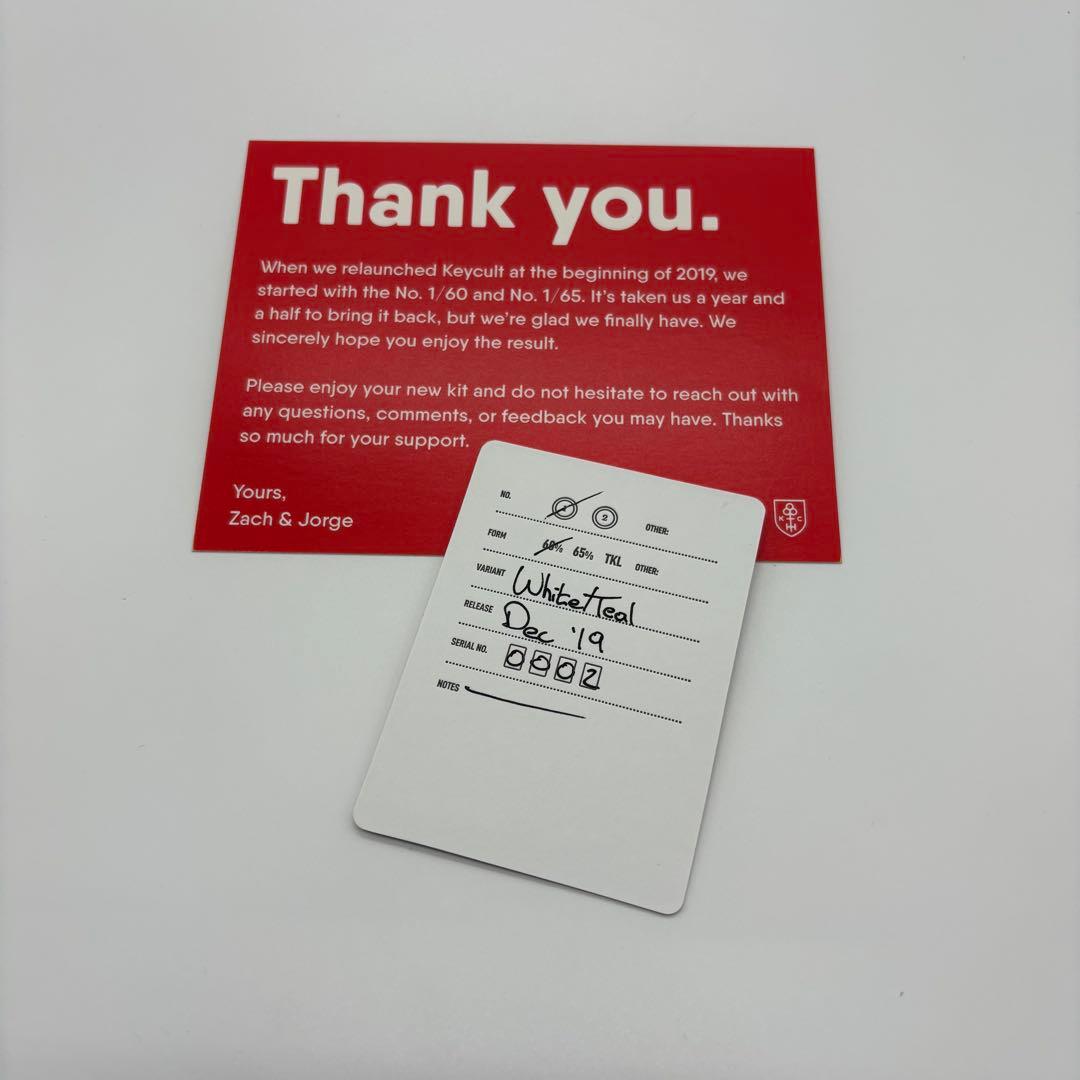 Thank you.
When we relaunched Keycult at the beginning of 2019, we
started with the No. 1/60 and No. 1/65. It's taken us a year and
a half to bring it back, but we're glad we finally have. We
sincerely hope you enjoy the result.
Please enjoy your new kit and do not hesitate to reach out with
any questions, comments, or feedback you may have. Thanks
so much for your support.
Yours,
Zach & Jorge
K C
NO. 1 2 OTHER:
FORM 60% 65% TKL OTHER:
VARIANT White/Teal
RELEASE Dec '19
SERIAL NO. 0002
NOTES